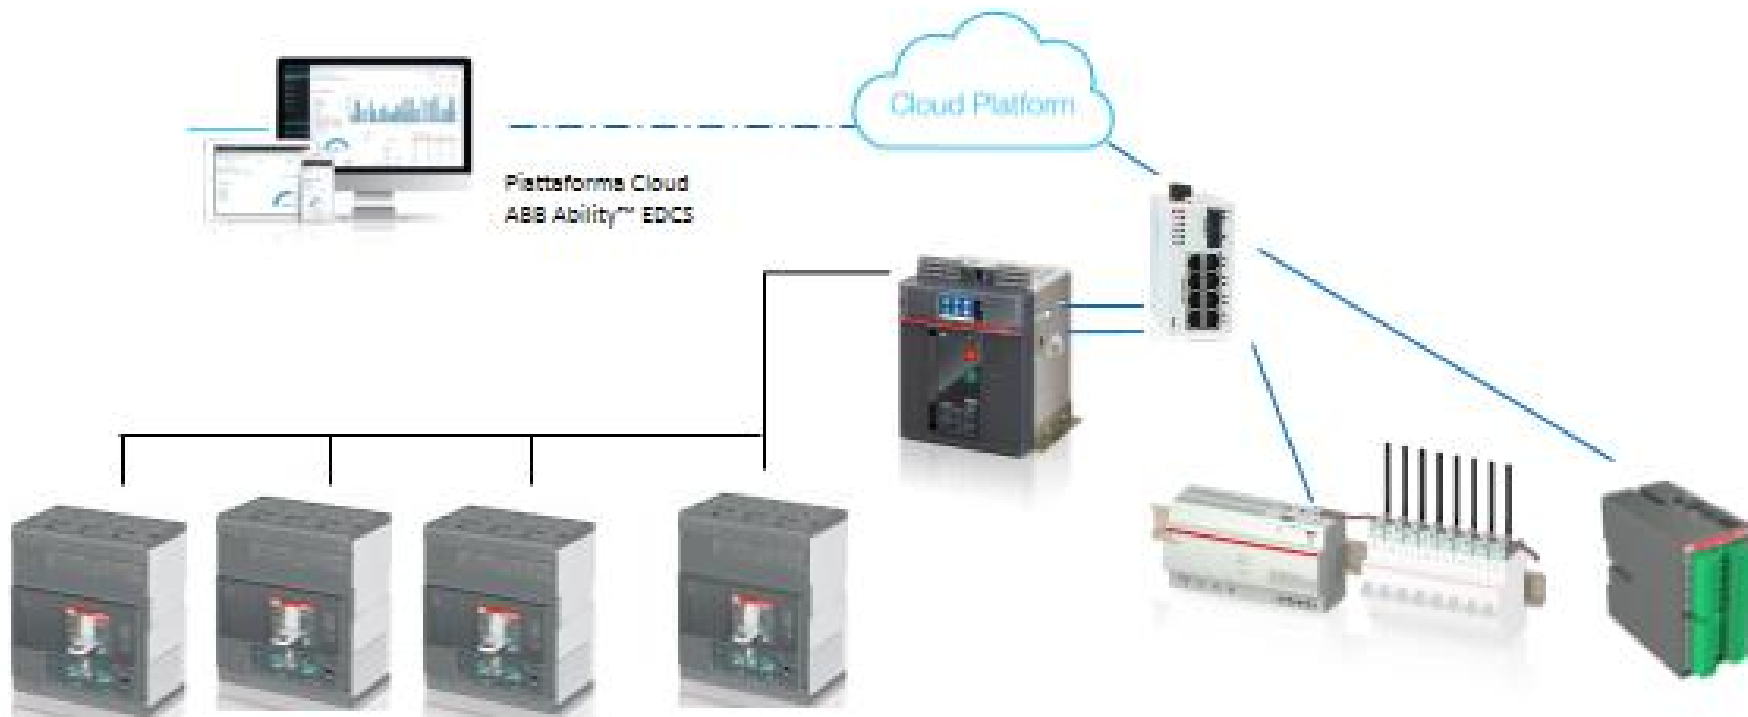 Cloud Platform
Piattaforma Cloud
ABB Ability™ EDCS